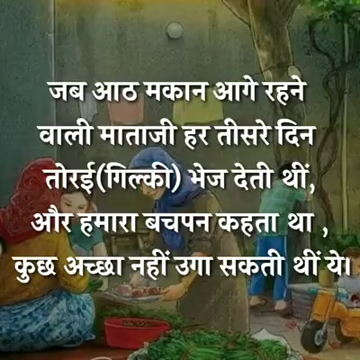 जब आठ मकान आगे रहने
वाली माताजी हर तीसरे दिन
तोरई(गिल्की) भेज देती थीं,
और हमारा बचपन कहता था ,
कुछ अच्छा नहीं उगा सकती थीं ये।